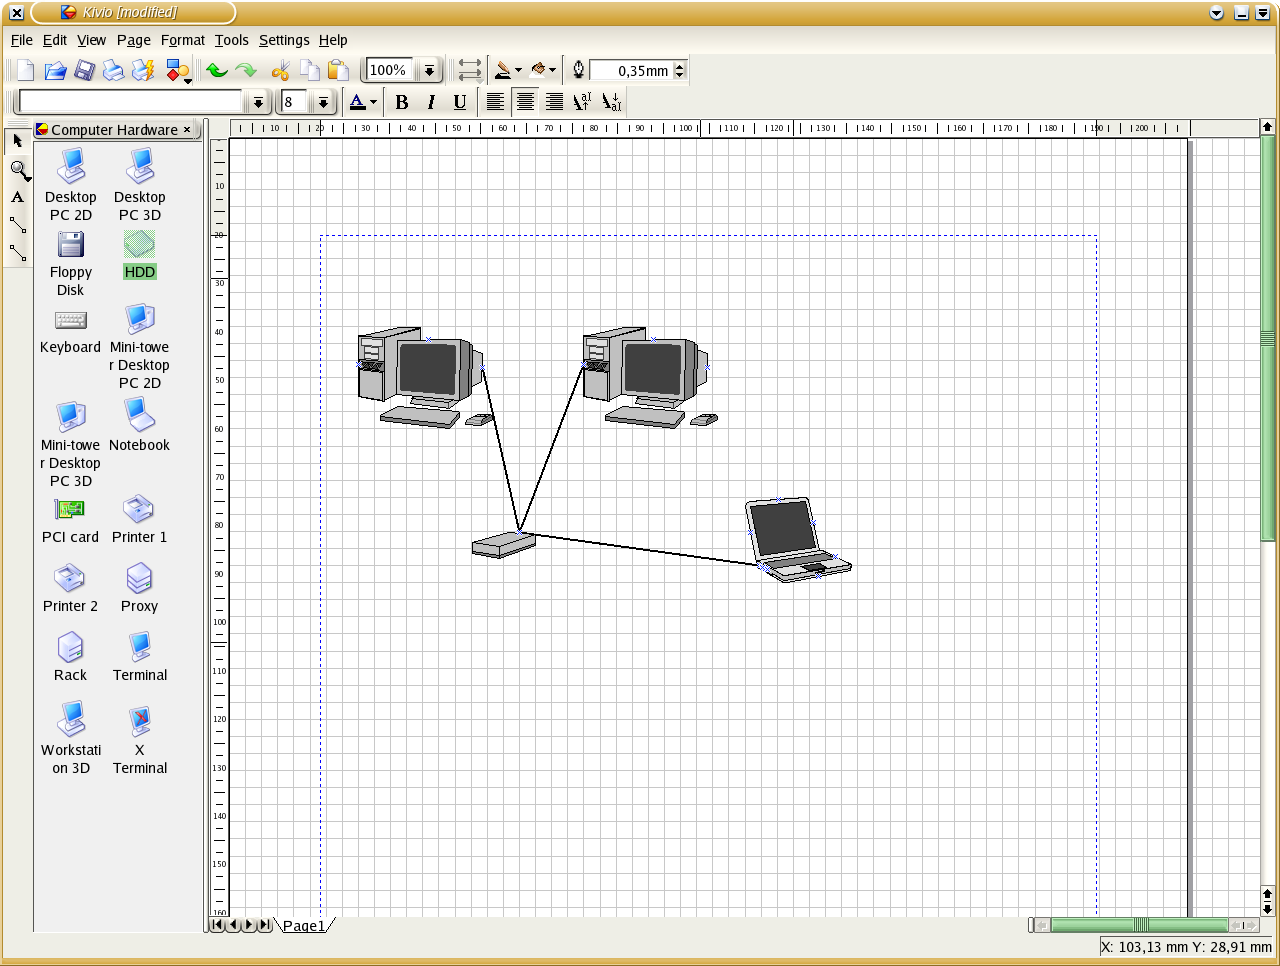 Kivio [modified]
File Edit View Page Format Tools Settings Help
100% 0,35mm
8 A B I U
Computer Hardware
10 20 30 40 50 60 70 80 90 100 110 120 130 140 150 160 170 180 190 200
A
Desktop PC 2D
Desktop PC 3D
Floppy Disk
HDD
Keyboard
Mini-towe
r Desktop
PC 2D
Mini-towe
r Desktop
PC 3D
Notebook
PCI card
Printer 1
Printer 2
Proxy
Rack
Terminal
Workstati
on 3D
X
Terminal
10
20
30
40
50
60
70
80
90
100
110
120
130
140
150
160
Page1
X: 103,13 mm Y: 28,91 mm